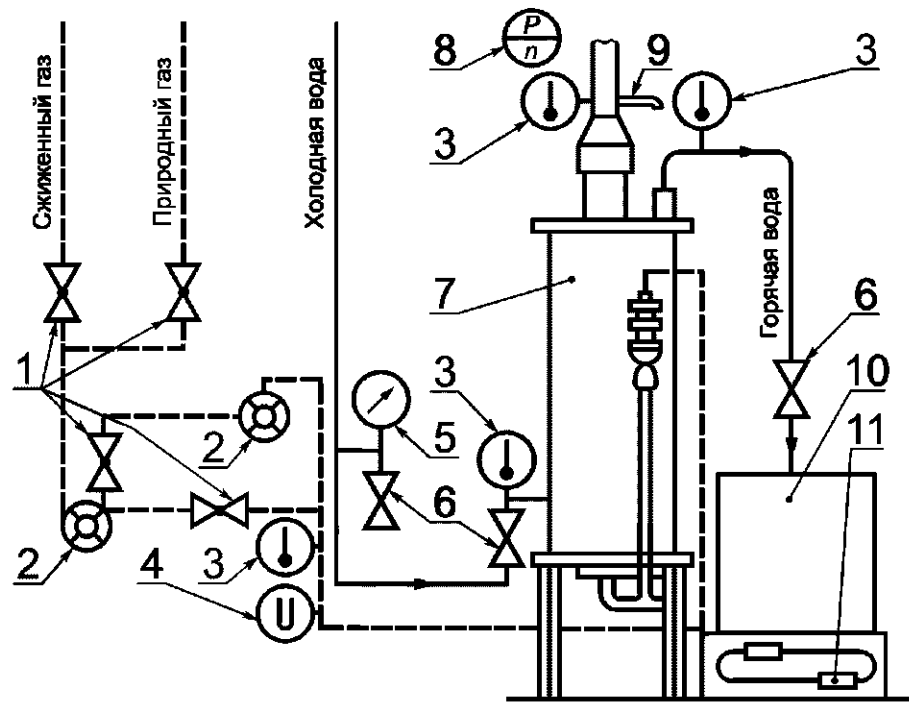 Сжиженный газ
Природный газ
Холодная вода
8
P
n
9
3
3
7
Горячая вода
6
1
3
10
2
5
11
6
2
4
3